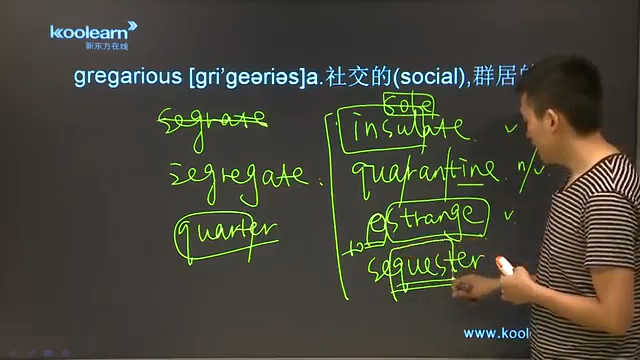 koolearn
新东方在线
gregarious [gri'geəriəs]a.社交的(social),群居的
sole
segrate
insulate v
segregate:
quarantine n/v.
quarter
estrange v
sequester
www.kool